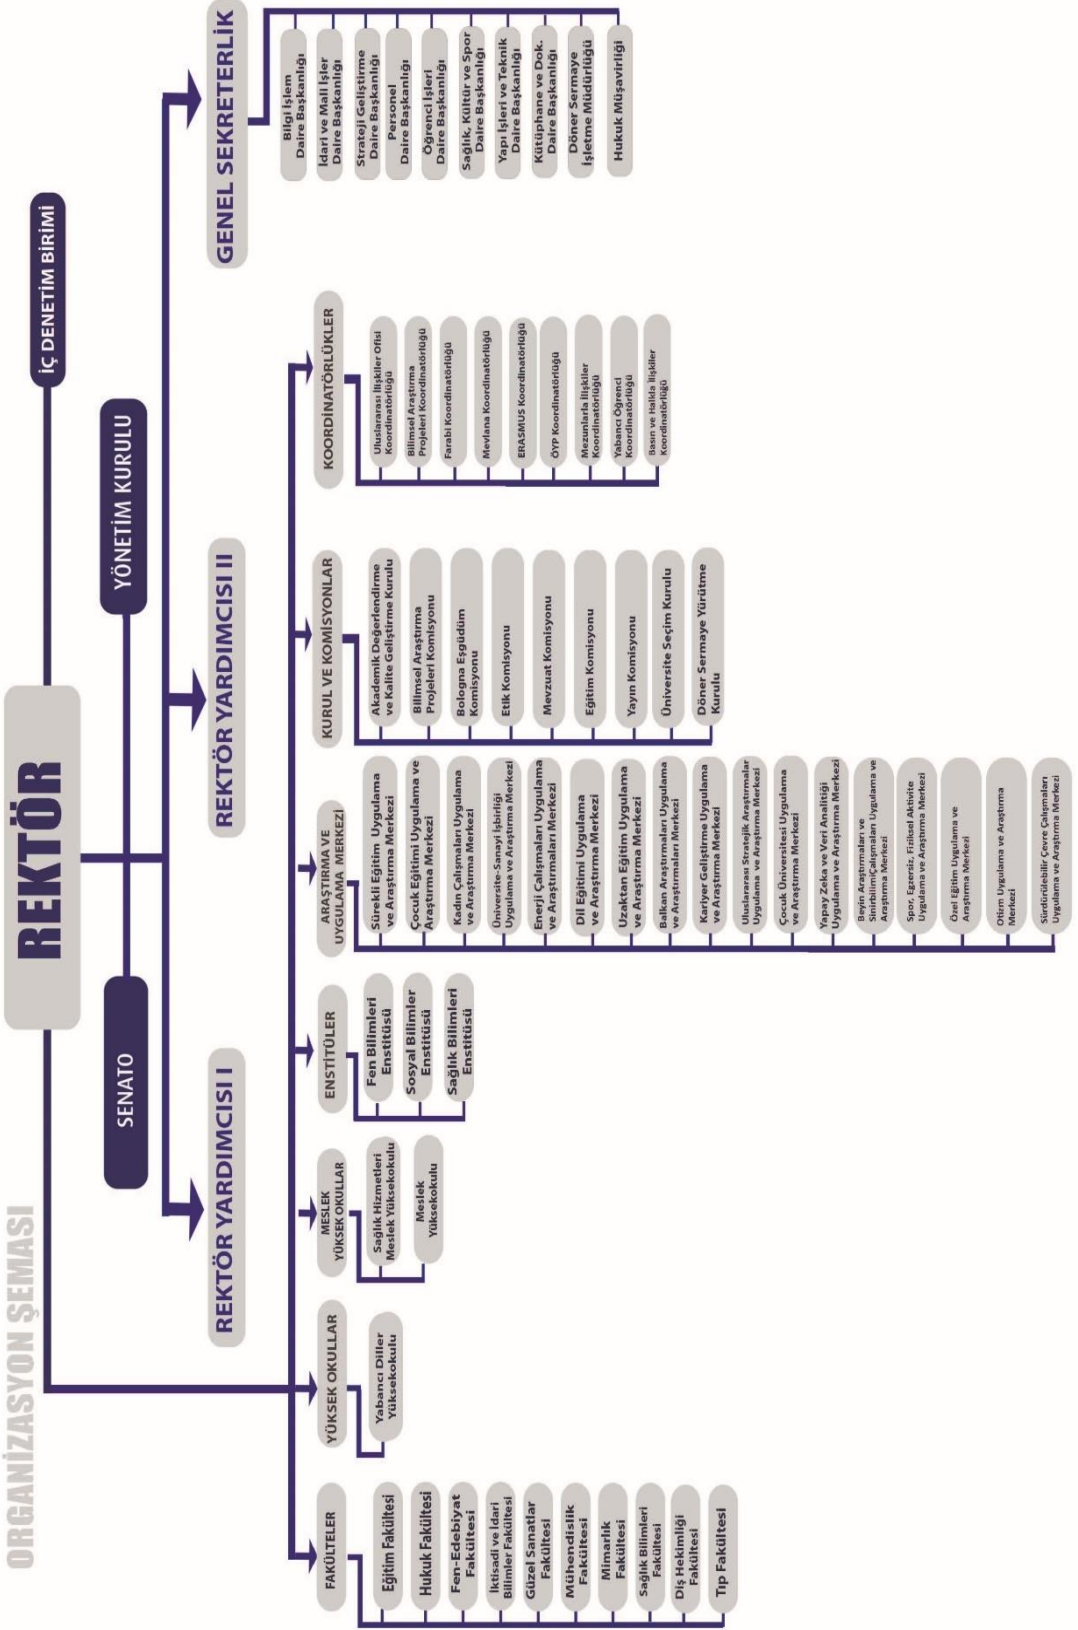 ORGANİZASYON ŞEMASI
REKTÖR
İÇ DENETİM BİRİMİ
SENATO
YÖNETİM KURULU
REKTÖR YARDIMCISI I
REKTÖR YARDIMCISI II
GENEL SEKRETERLİK
Bilgi İşlem
Daire Başkanlığı
İdari ve Mali İşler
Daire Başkanlığı
Strateji Geliştirme
Daire Başkanlığı
Personel
Daire Başkanlığı
Öğrenci İşleri
Daire Başkanlığı
Sağlık, Kültür ve Spor
Daire Başkanlığı
Yapı İşleri ve Teknik
Daire Başkanlığı
Kütüphane ve Dok.
Daire Başkanlığı
Döner Sermaye
İşletme Müdürlüğü
Hukuk Müşavirliği
FAKÜLTELER
Eğitim Fakültesi
Hukuk Fakültesi
Fen-Edebiyat
Fakültesi
İktisadi ve İdari
Bilimler Fakültesi
Güzel Sanatlar
Fakültesi
Mühendislik
Fakültesi
Mimarlık
Fakültesi
Sağlık Bilimleri
Fakültesi
Diş Hekimliği
Fakültesi
Tıp Fakültesi
YÜKSEK OKULLAR
Yabancı Diller
Yüksekokulu
MESLEK
YÜKSEK OKULLAR
Sağlık Hizmetleri
Meslek Yüksekokulu
Meslek
Yüksekokulu
ENSTİTÜLER
Fen Bilimleri
Enstitüsü
Sosyal Bilimler
Enstitüsü
Sağlık Bilimleri
Enstitüsü
ARAŞTIRMA VE
UYGULAMA MERKEZİ
Sürekli Eğitim Uygulama
ve Araştırma Merkezi
Çocuk Eğitimi Uygulama ve
Araştırma Merkezi
Kadın Çalışmaları Uygulama
ve Araştırma Merkezi
Üniversite-Sanayi İşbirliği
Uygulama ve Araştırma Merkezi
Enerji Çalışmaları Uygulama
ve Araştırmaları Merkezi
Dil Eğitimi Uygulama
ve Araştırma Merkezi
Uzaktan Eğitim Uygulama
ve Araştırma Merkezi
Balkan Araştırmaları Uygulama
ve Araştırmaları Merkezi
Kariyer Geliştirme Uygulama
ve Araştırma Merkezi
Uluslararası Stratejik Araştırmalar
Uygulama ve Araştırma Merkezi
Çocuk Üniversitesi Uygulama
ve Araştırma Merkezi
Yapay Zeka ve Veri Analitiği
Uygulama ve Araştırma Merkezi
Beyin Araştırmaları ve
SinirbilimiÇalışmaları Uygulama ve
Araştırma Merkezi
Spor, Egzersiz, Fiziksel Aktivite
Uygulama ve Araştırma Merkezi
Özel Eğitim Uygulama ve
Araştırma Merkezi
Otizm Uygulama ve Araştırma
Merkezi
Sürdürülebilir Çevre Çalışmaları
Uygulama ve Araştırma Merkezi
KURUL VE KOMİSYONLAR
Akademik Değerlendirme
ve Kalite Geliştirme Kurulu
Bilimsel Araştırma
Projeleri Komisyonu
Bologna Eşgüdüm
Komisyonu
Etik Komisyonu
Mevzuat Komisyonu
Eğitim Komisyonu
Yayın Komisyonu
Üniversite Seçim Kurulu
Döner Sermaye Yürütme
Kurulu
KOORDİNATÖRLÜKLER
Uluslararası İlişkiler Ofisi
Koordinatörlüğü
Bilimsel Araştırma
Projeleri Koordinatörlüğü
Farabi Koordinatörlüğü
Mevlana Koordinatörlüğü
ERASMUS Koordinatörlüğü
ÖYP Koordinatörlüğü
Mezunlarla İlişkiler
Koordinatörlüğü
Yabancı Öğrenci
Koordinatörlüğü
Basın ve Halkla İlişkiler
Koordinatörlüğü